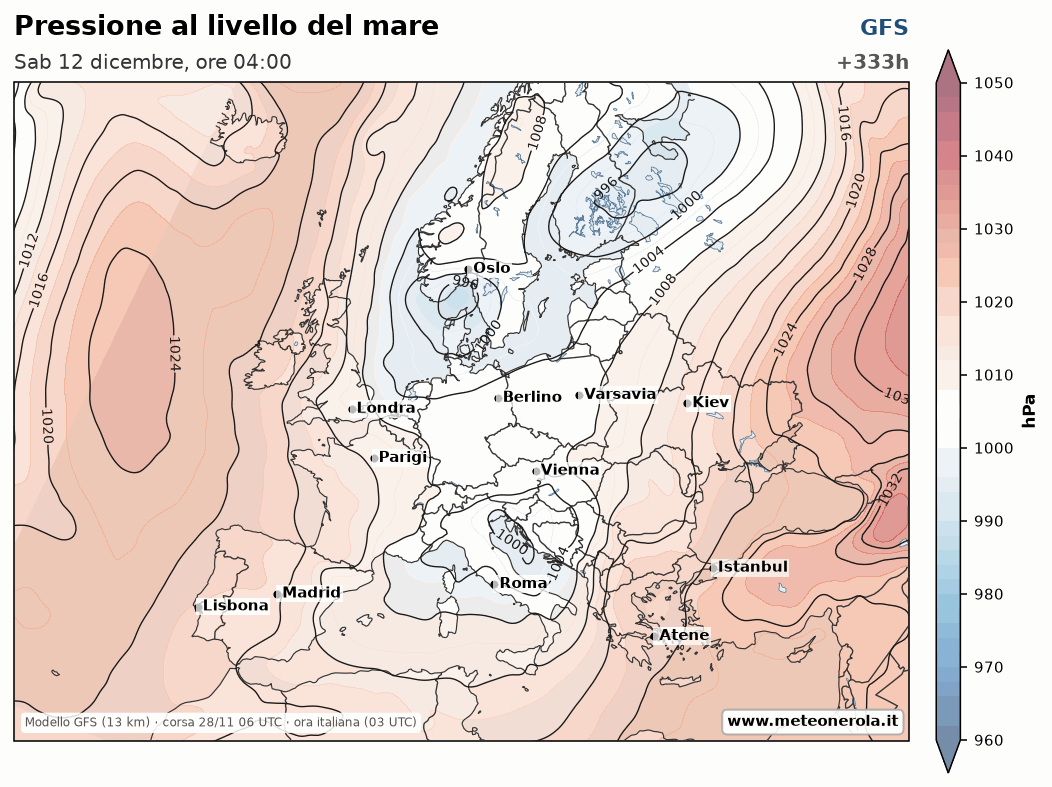 Pressione al livello del mare
GFS
Sab 12 dicembre, ore 04:00
+333h
1050
1040
1030
1020
1010
1000
990
980
970
960
hPa
1008
1016
996
1020
1000
1012
Oslo
1004
1028
1016
996
1008
1000
1024
1024
Berlino
Varsavia
Kiev
Londra
1020
Parigi
Vienna
1032
1000
1004
Istanbul
Roma
Madrid
Lisbona
Atene
Modello GFS (13 km) · corsa 28/11 06 UTC · ora italiana (03 UTC)
www.meteonerola.it